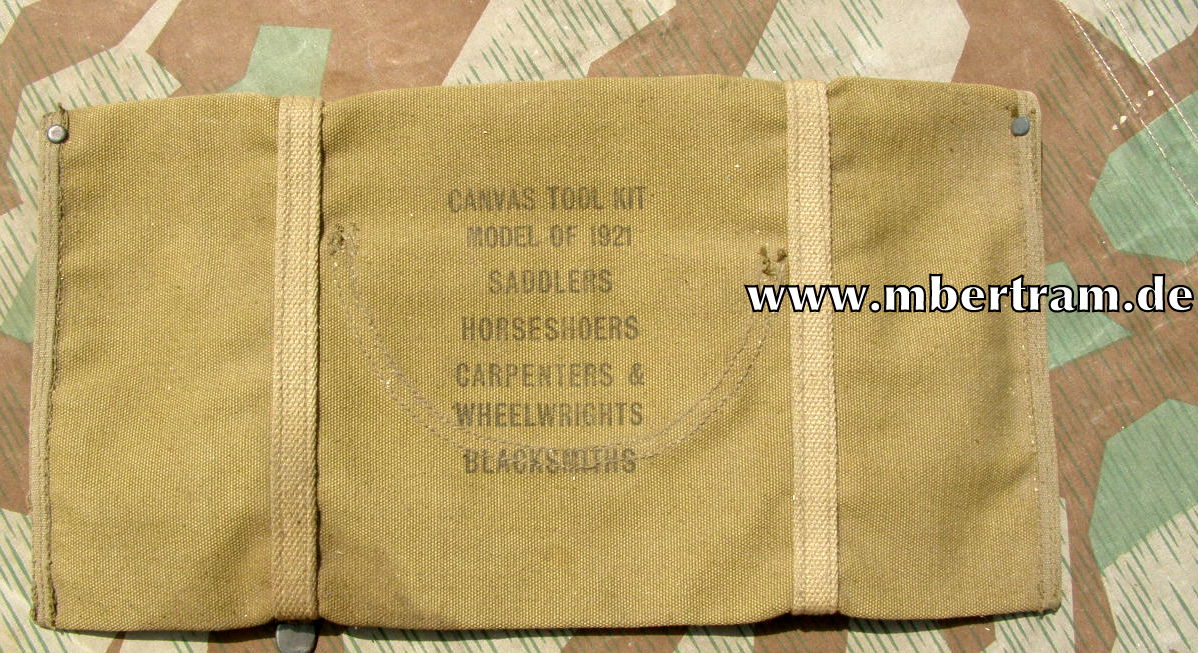 CANVAS TOOL KIT
MODEL OF 1921
SADDLERS
HORSESHOERS
CARPENTERS &
WHEELWRIGHTS
BLACKSMITHS
www.mbertram.de